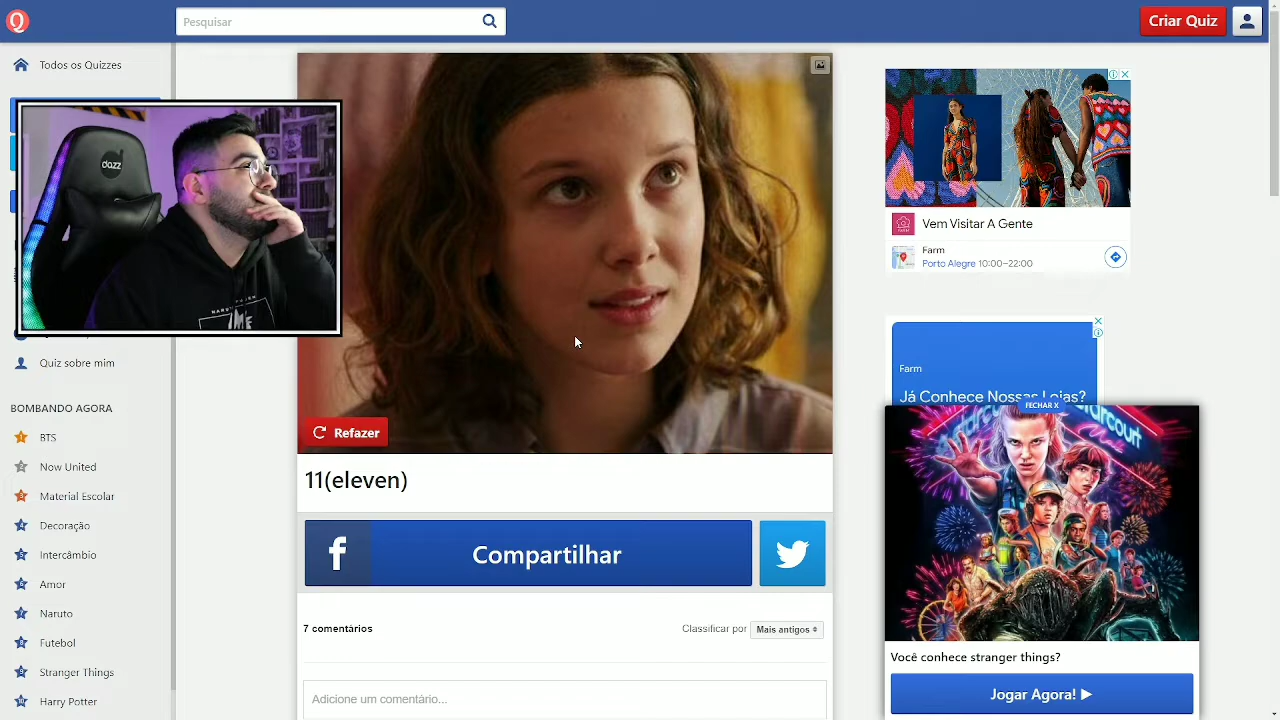 Q
Pesquisar
Criar Quiz
Todos os Quizzes
dazz
Quiz sobre mim
BOMBANDO AGORA
BTS
Now United
Material Escolar
Decoração
Intercâmbio
Amor
Naruto
Futebol
Stranger Things
Harry Potter
Refazer
11(eleven)
f
Compartilhar
7 comentários
Classificar por
Mais antigos
Adicione um comentário...
Vem Visitar A Gente
Farm
Porto Alegre 10:00–22:00
Farm
Já Conhece Nossas Lojas?
FECHAR X
Você conhece stranger things?
Jogar Agora!